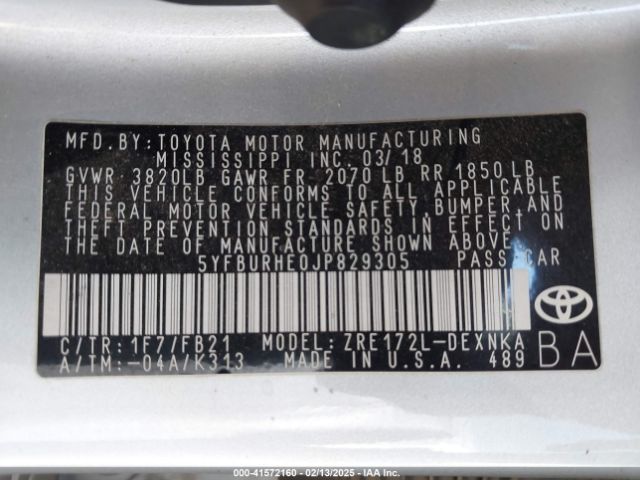 MFD.BY:TOYOTA MOTOR MANUFACTURING
MISSISSIPPI INC. 03/18
GVWR 3820LB GAWR FR 2070 LB RR 1850 LB
THIS VEHICLE CONFORMS TO ALL APPLICABLE
FEDERAL MOTOR VEHICLE SAFETY,BUMPER,AND
THEFT PREVENTION STANDARDS IN EFFECT ON
THE DATE OF MANUFACTURE SHOWN ABOVE.
5YFBURHE0JP829305 PASS.CAR
C/TR:1F7/FB21 MODEL:ZRE172L-DEXNKA
A/TM:-04A/K313 MADE IN U.S.A. 489
BA
000-41572160 - 02/13/2025 - IAA Inc.